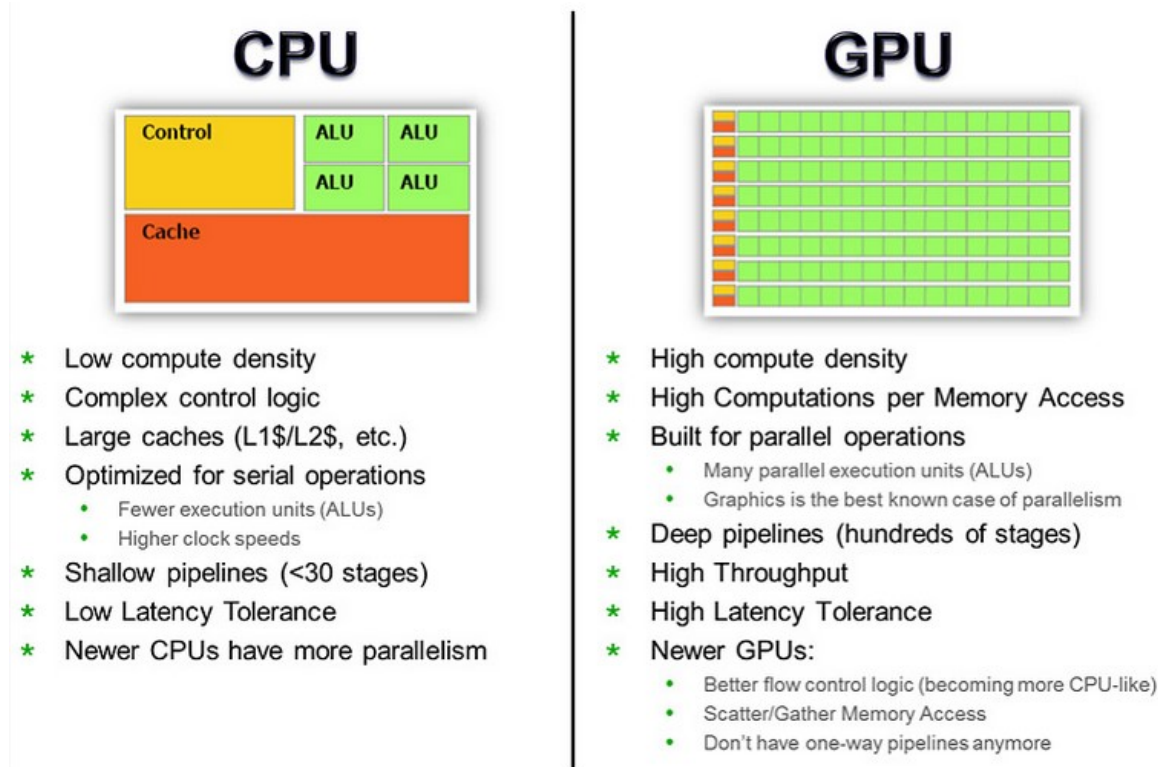 CPU
Control
ALU
ALU
ALU
ALU
Cache
* Low compute density
* Complex control logic
* Large caches (L1$/L2$, etc.)
* Optimized for serial operations
• Fewer execution units (ALUs)
• Higher clock speeds
* Shallow pipelines (<30 stages)
* Low Latency Tolerance
* Newer CPUs have more parallelism
GPU
* High compute density
* High Computations per Memory Access
* Built for parallel operations
• Many parallel execution units (ALUs)
• Graphics is the best known case of parallelism
* Deep pipelines (hundreds of stages)
* High Throughput
* High Latency Tolerance
* Newer GPUs:
• Better flow control logic (becoming more CPU-like)
• Scatter/Gather Memory Access
• Don't have one-way pipelines anymore